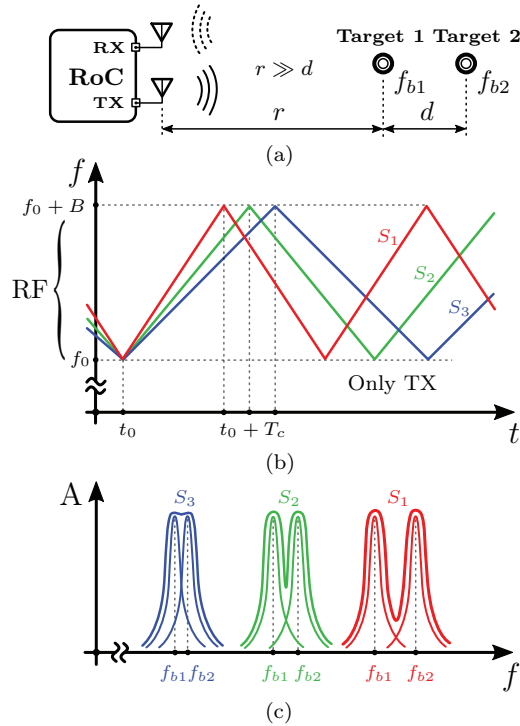 RX
RoC
TX
Target 1 Target 2
r ≫ d
f_{b1} f_{b2}
r d
(a)
f
f_0 + B
RF
S_1
S_2
S_3
f_0
Only TX
t_0 t_0 + T_c t
(b)
A
S_3 S_2 S_1
f_{b1} f_{b2} f_{b1} f_{b2} f_{b1} f_{b2} f
(c)